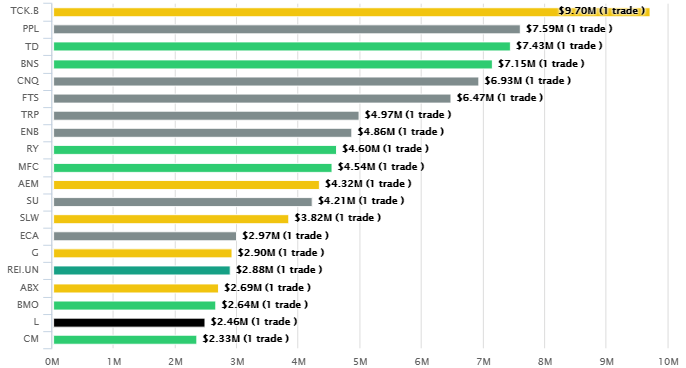 TCK.B $9.70M (1 trade )
PPL $7.59M (1 trade )
TD $7.43M (1 trade )
BNS $7.15M (1 trade )
CNQ $6.93M (1 trade )
FTS $6.47M (1 trade )
TRP $4.97M (1 trade )
ENB $4.86M (1 trade )
RY $4.60M (1 trade )
MFC $4.54M (1 trade )
AEM $4.32M (1 trade )
SU $4.21M (1 trade )
SLW $3.82M (1 trade )
ECA $2.97M (1 trade )
G $2.90M (1 trade )
REI.UN $2.88M (1 trade )
ABX $2.69M (1 trade )
BMO $2.64M (1 trade )
L $2.46M (1 trade )
CM $2.33M (1 trade )
0M 1M 2M 3M 4M 5M 6M 7M 8M 9M 10M